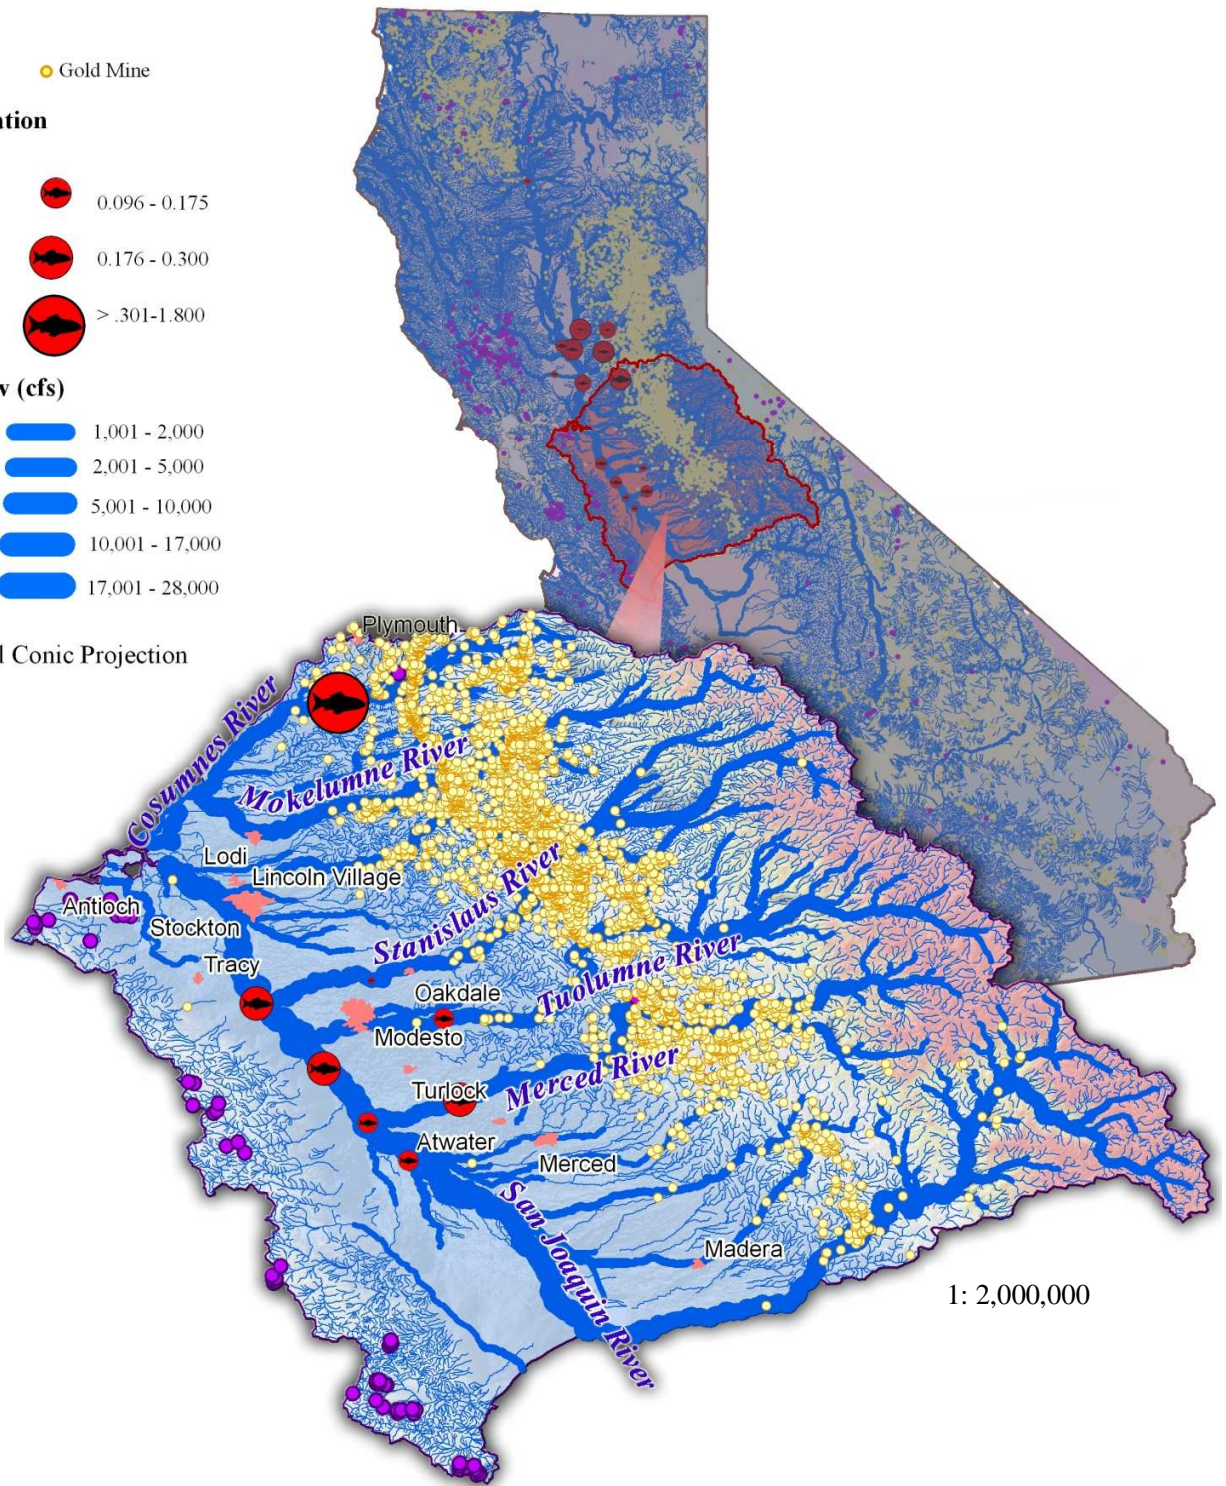 Gold Mine
ation
0.096 - 0.175
0.176 - 0.300
> .301-1.800
v (cfs)
1,001 - 2,000
2,001 - 5,000
5,001 - 10,000
10,001 - 17,000
17,001 - 28,000
l Conic Projection
Plymouth
Cosumnes River
Mokelumne River
Lodi
Lincoln Village
Antioch
Stockton
Stanislaus River
Tracy
Oakdale
Tuolumne River
Modesto
Turlock
Merced River
Atwater
Merced
San Joaquin River
Madera
1: 2,000,000